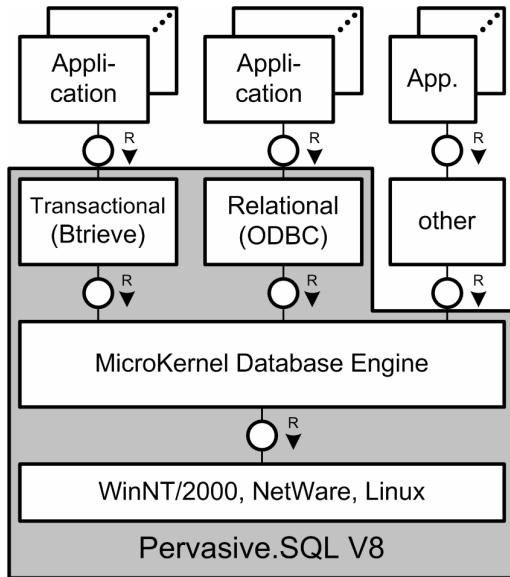 Appli-
cation
Appli-
cation
App.
R
R
R
Transactional
(Btrieve)
Relational
(ODBC)
other
R
R
R
MicroKernel Database Engine
R
WinNT/2000, NetWare, Linux
Pervasive.SQL V8